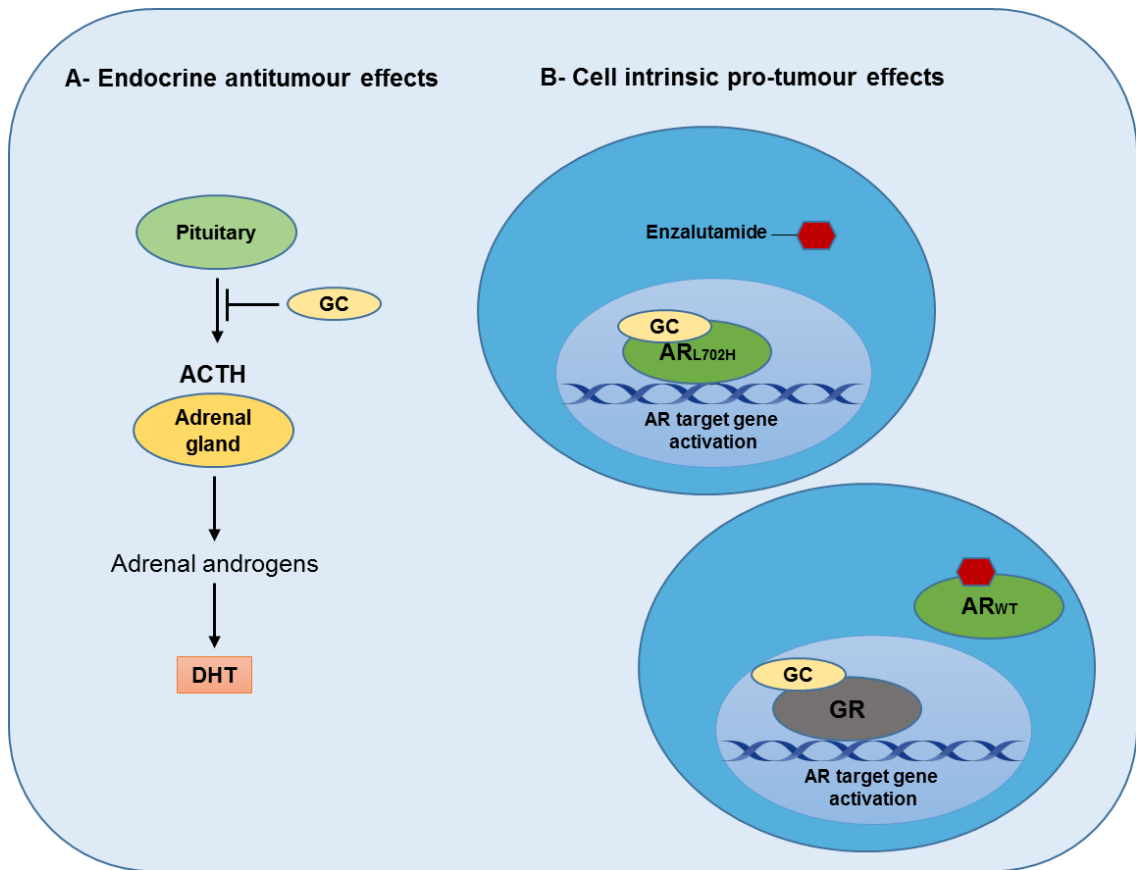 A- Endocrine antitumour effects
Pituitary
GC
ACTH
Adrenal
gland
Adrenal androgens
DHT
B- Cell intrinsic pro-tumour effects
Enzalutamide
GC
ARL702H
AR target gene
activation
ARWT
GC
GR
AR target gene
activation